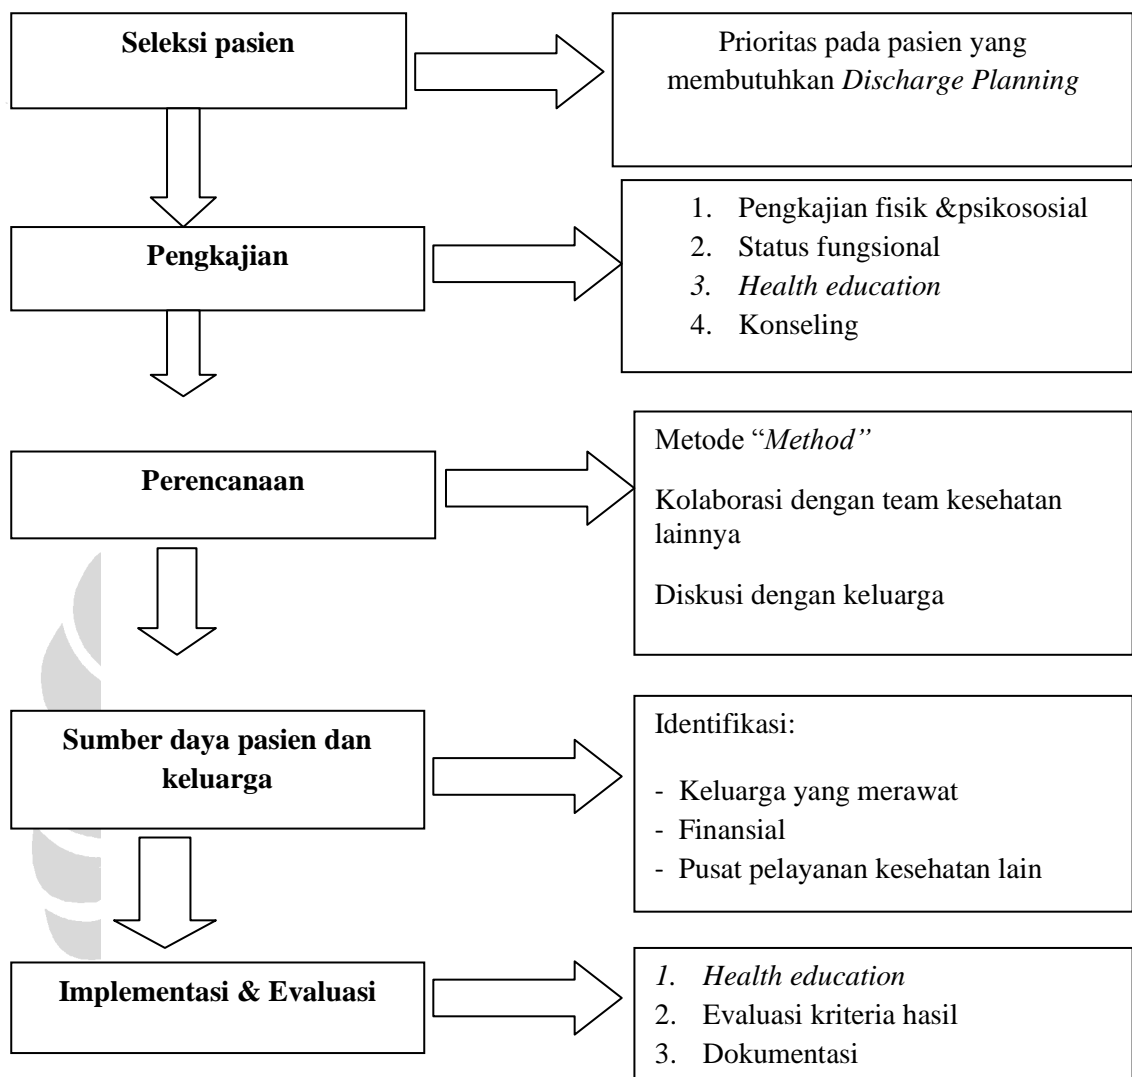 Seleksi pasien
Prioritas pada pasien yang
membutuhkan Discharge Planning
Pengkajian
1. Pengkajian fisik &psikososial
2. Status fungsional
3. Health education
4. Konseling
Perencanaan
Metode “Method”
Kolaborasi dengan team kesehatan
lainnya
Diskusi dengan keluarga
Sumber daya pasien dan
keluarga
Identifikasi:
- Keluarga yang merawat
- Finansial
- Pusat pelayanan kesehatan lain
Implementasi & Evaluasi
1. Health education
2. Evaluasi kriteria hasil
3. Dokumentasi